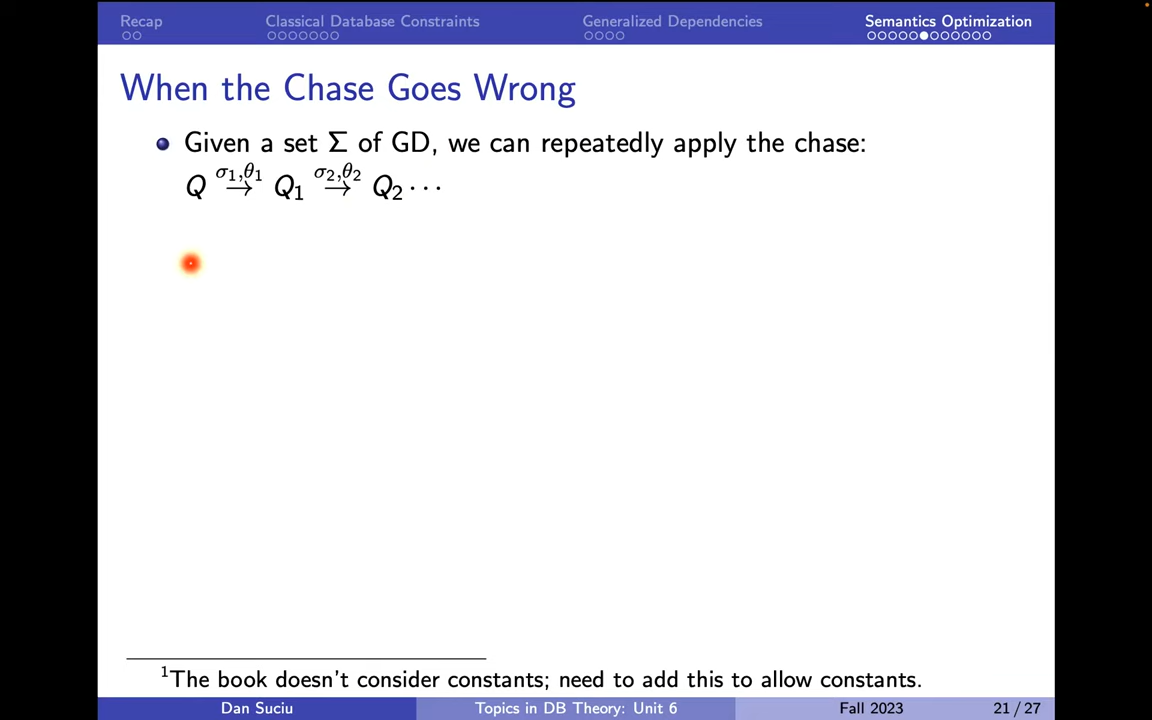 Recap Classical Database Constraints Generalized Dependencies Semantics Optimization
When the Chase Goes Wrong
Given a set Σ of GD, we can repeatedly apply the chase:
Q →^{σ₁,θ₁} Q₁ →^{σ₂,θ₂} Q₂ ⋯
¹The book doesn't consider constants; need to add this to allow constants.
Dan Suciu Topics in DB Theory: Unit 6 Fall 2023 21 / 27